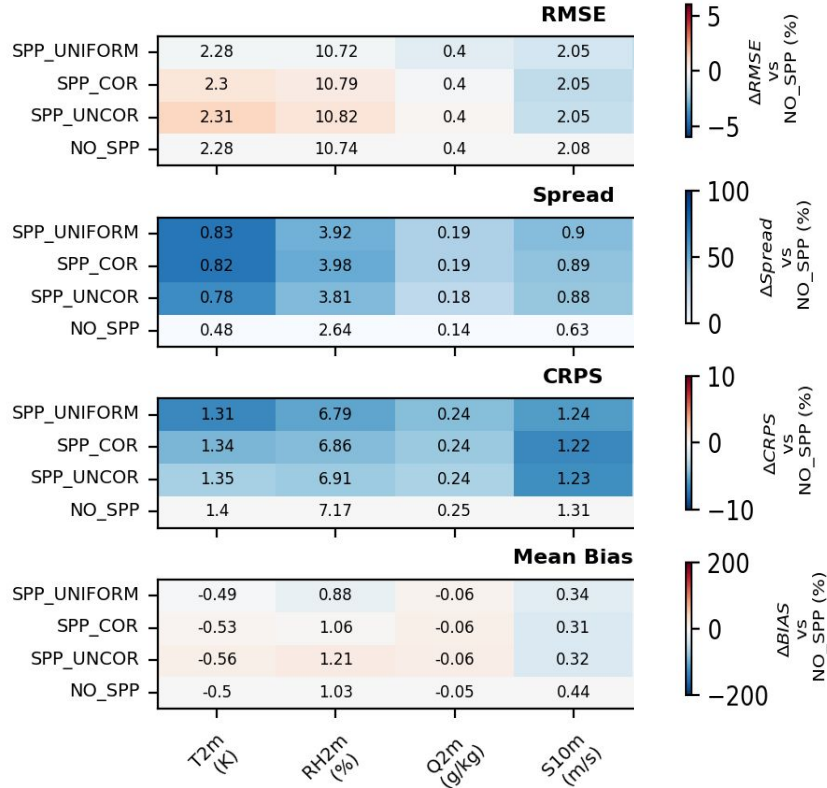 RMSE
SPP_UNIFORM 2.28 10.72 0.4 2.05
SPP_COR 2.3 10.79 0.4 2.05
SPP_UNCOR 2.31 10.82 0.4 2.05
NO_SPP 2.28 10.74 0.4 2.08
5
0
−5
ΔRMSE
vs
NO_SPP (%)
Spread
SPP_UNIFORM 0.83 3.92 0.19 0.9
SPP_COR 0.82 3.98 0.19 0.89
SPP_UNCOR 0.78 3.81 0.18 0.88
NO_SPP 0.48 2.64 0.14 0.63
100
50
0
ΔSpread
vs
NO_SPP (%)
CRPS
SPP_UNIFORM 1.31 6.79 0.24 1.24
SPP_COR 1.34 6.86 0.24 1.22
SPP_UNCOR 1.35 6.91 0.24 1.23
NO_SPP 1.4 7.17 0.25 1.31
10
0
−10
ΔCRPS
vs
NO_SPP (%)
Mean Bias
SPP_UNIFORM -0.49 0.88 -0.06 0.34
SPP_COR -0.53 1.06 -0.06 0.31
SPP_UNCOR -0.56 1.21 -0.06 0.32
NO_SPP -0.5 1.03 -0.05 0.44
200
0
−200
ΔBIAS
vs
NO_SPP (%)
T2m
(K)
RH2m
(%)
Q2m
(g/kg)
S10m
(m/s)